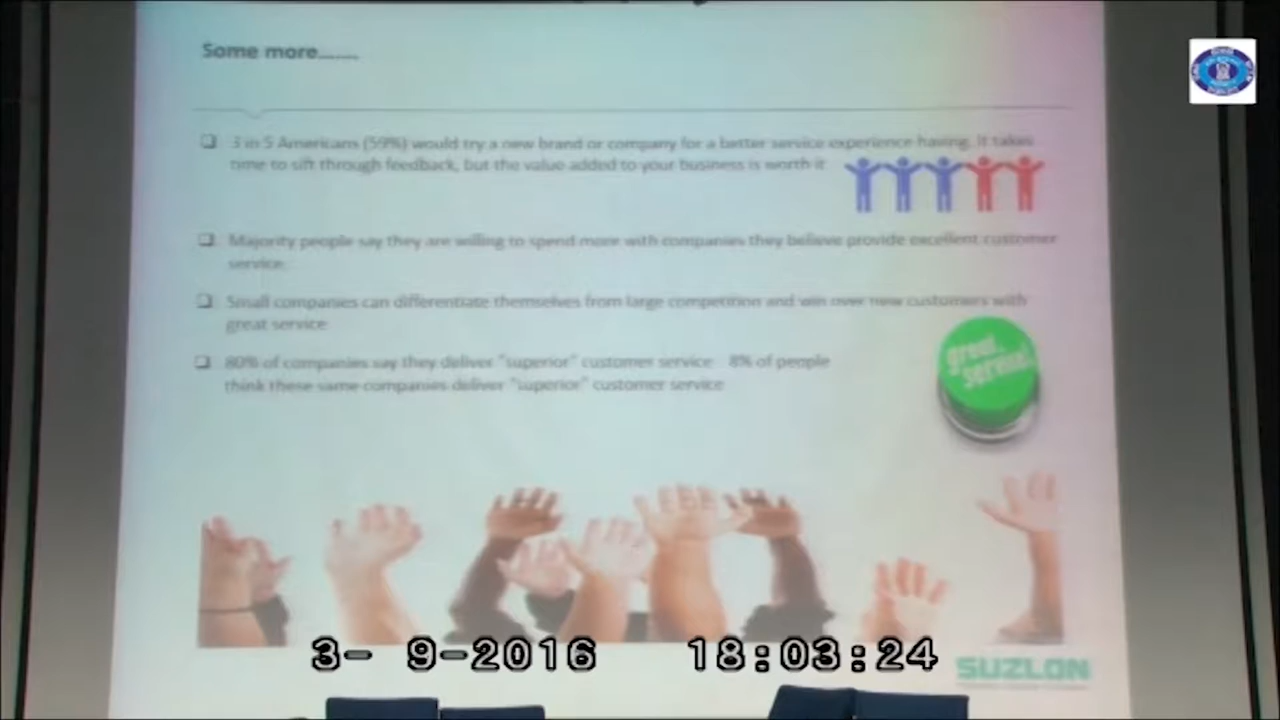 Some more.......
3 in 5 Americans (59%) would try a new brand or company for a better service experience having. It takes
time to sift through feedback, but the value added to your business is worth it
Majority people say they are willing to spend more with companies they believe provide excellent customer
service.
Small companies can differentiate themselves from large competition and win over new customers with
great service
80% of companies say they deliver "superior" customer service 8% of people
think these same companies deliver "superior" customer service
great
service!
3- 9-2016 18:03:24
SUZLON